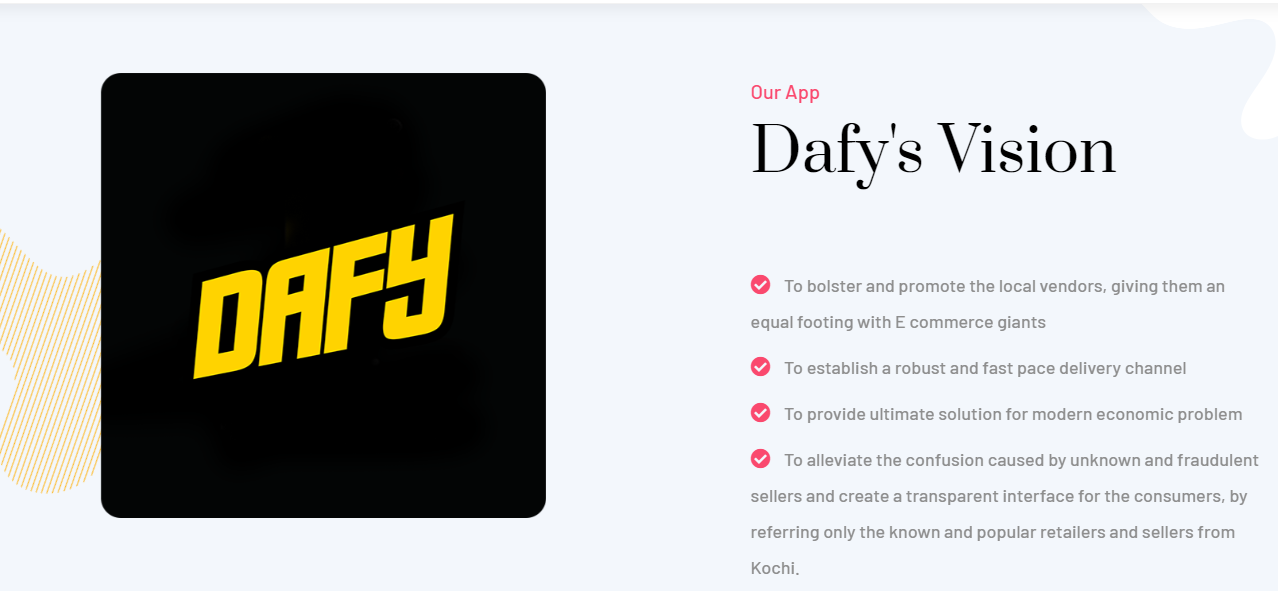 DAFY
Our App
Dafy's Vision
To bolster and promote the local vendors, giving them an
equal footing with E commerce giants
To establish a robust and fast pace delivery channel
To provide ultimate solution for modern economic problem
To alleviate the confusion caused by unknown and fraudulent
sellers and create a transparent interface for the consumers, by
referring only the known and popular retailers and sellers from
Kochi.